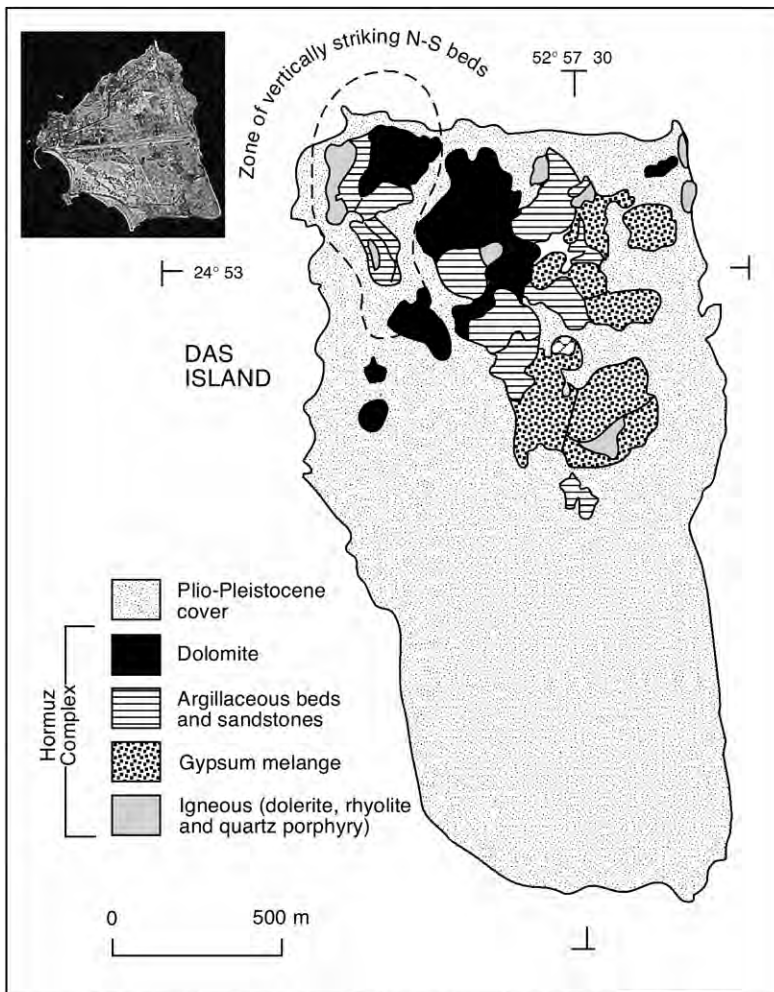 Zone of vertically striking N-S beds
52° 57 30
24° 53
DAS
ISLAND
Plio-Pleistocene
cover
Hormuz
Complex
Dolomite
Argillaceous beds
and sandstones
Gypsum melange
Igneous (dolerite, rhyolite
and quartz porphyry)
0
500 m